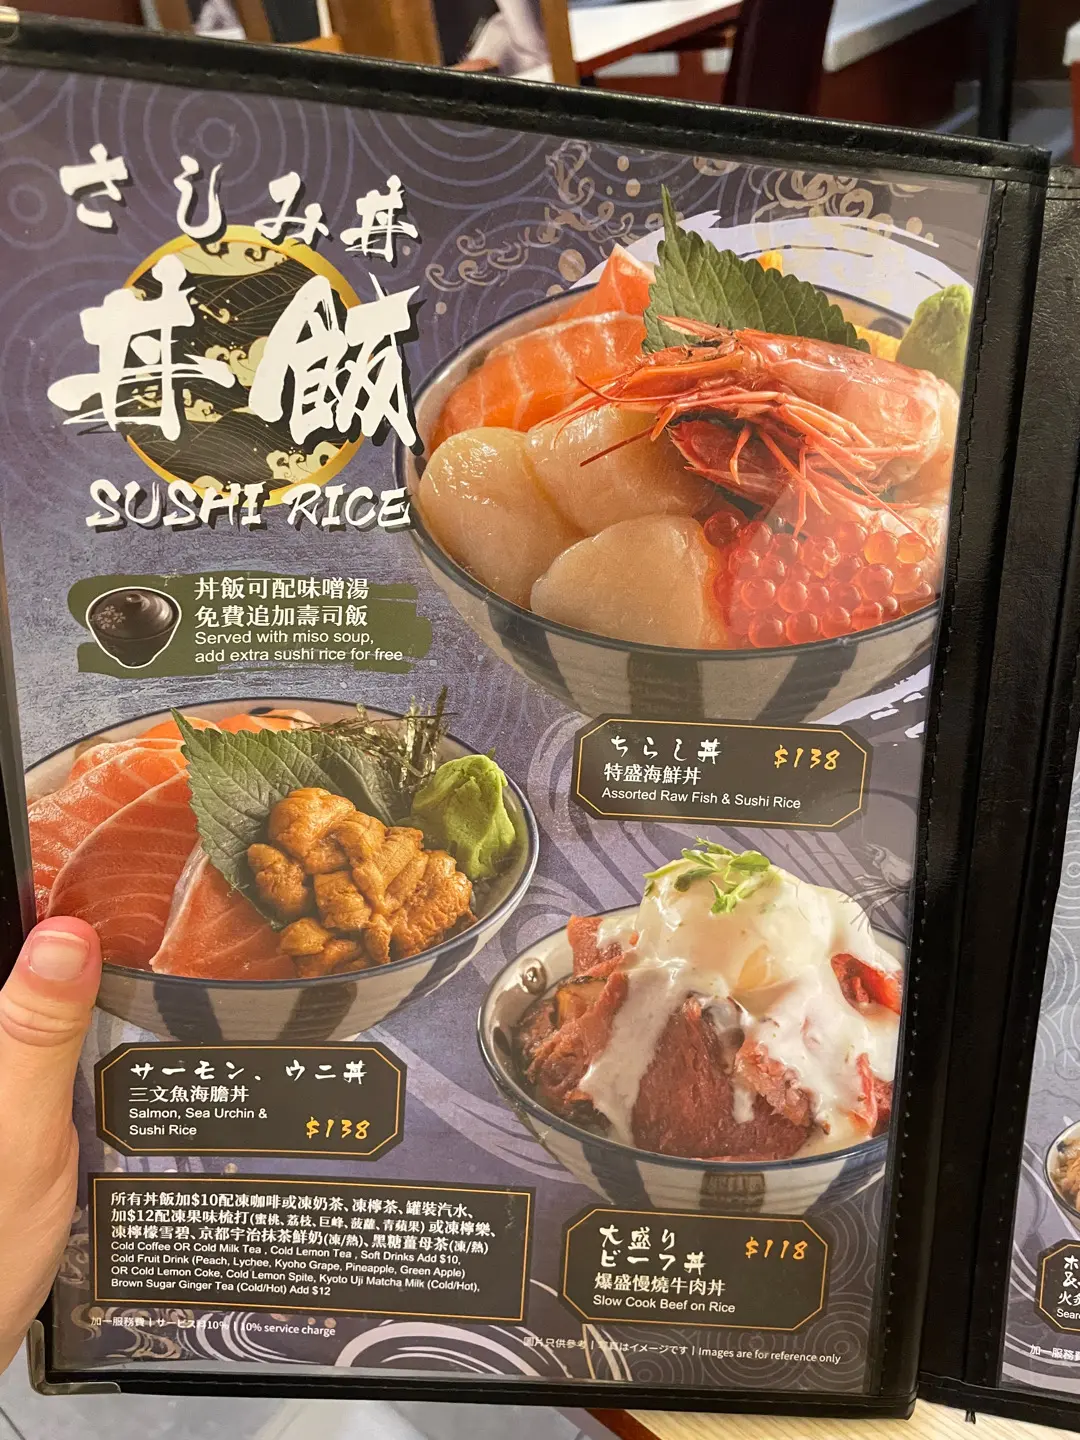 さしみ丼
丼飯
SUSHI RICE
丼飯可配味噌湯
免費追加壽司飯
Served with miso soup,
add extra sushi rice for free
ちらし丼 $138
特盛海鮮丼
Assorted Raw Fish & Sushi Rice
サーモン、ウニ丼
三文魚海膽丼
Salmon, Sea Urchin &
Sushi Rice $138
大盛り
ビーフ丼 $118
爆盛慢燒牛肉丼
Slow Cook Beef on Rice
所有丼飯加$10配凍咖啡或凍奶茶、凍檸茶、罐裝汽水、
加$12配凍果味梳打(蜜桃、荔枝、巨峰、菠蘿、青蘋果) 或凍檸樂、
凍檸檬雪碧、京都宇治抹茶鮮奶(凍/熱)、黑糖薑母茶(凍/熱)
Cold Coffee OR Cold Milk Tea , Cold Lemon Tea , Soft Drinks Add $10,
Cold Fruit Drink (Peach, Lychee, Kyoho Grape, Pineapple, Green Apple)
OR Cold Lemon Coke, Cold Lemon Spite, Kyoto Uji Matcha Milk (Cold/Hot),
Brown Sugar Ginger Tea (Cold/Hot) Add $12
加一服務費 | サービス料10% | 10% service charge
圖片只供參考 | 写真はイメージです | Images are for reference only
&
Sear
加一服務費